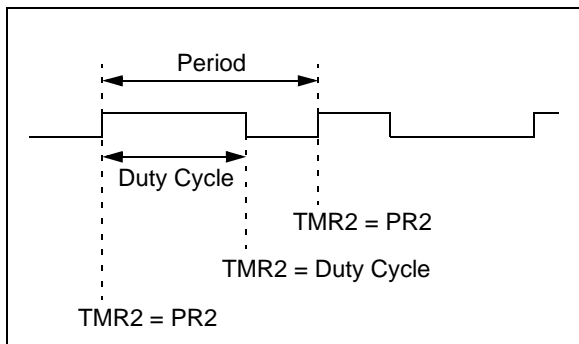 Period
Duty Cycle
TMR2 = PR2
TMR2 = Duty Cycle
TMR2 = PR2